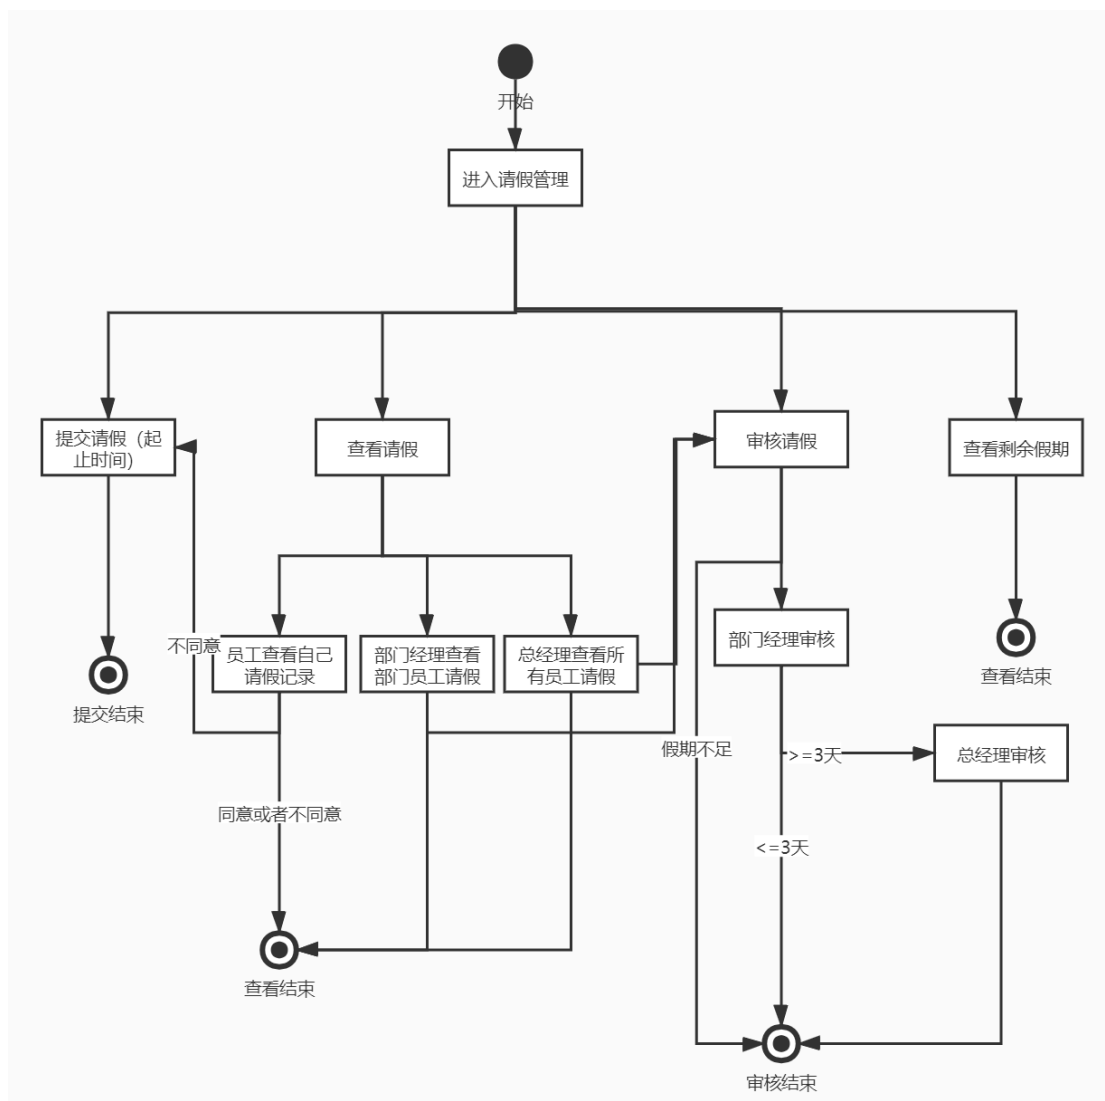 开始
进入请假管理
提交请假（起
止时间）
查看请假
审核请假
查看剩余假期
不同意
员工查看自己
请假记录
部门经理查看
部门员工请假
总经理查看所
有员工请假
部门经理审核
查看结束
提交结束
假期不足
>=3天
总经理审核
同意或者不同意
<=3天
查看结束
审核结束